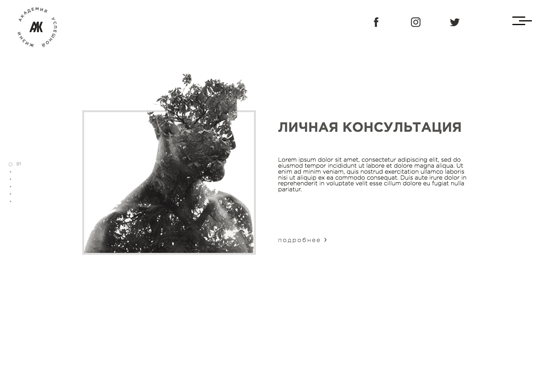 АКАДЕМИЯ УСПЕШНОЙ ЖИЗНИ
АК
ЛИЧНАЯ КОНСУЛЬТАЦИЯ
Lorem ipsum dolor sit amet, consectetur adipiscing elit, sed do
eiusmod tempor incididunt ut labore et dolore magna aliqua. Ut
enim ad minim veniam, quis nostrud exercitation ullamco laboris
nisi ut aliquip ex ea commodo consequat. Duis aute irure dolor in
reprehenderit in voluptate velit esse cillum dolore eu fugiat nulla
pariatur.
01
подробнее